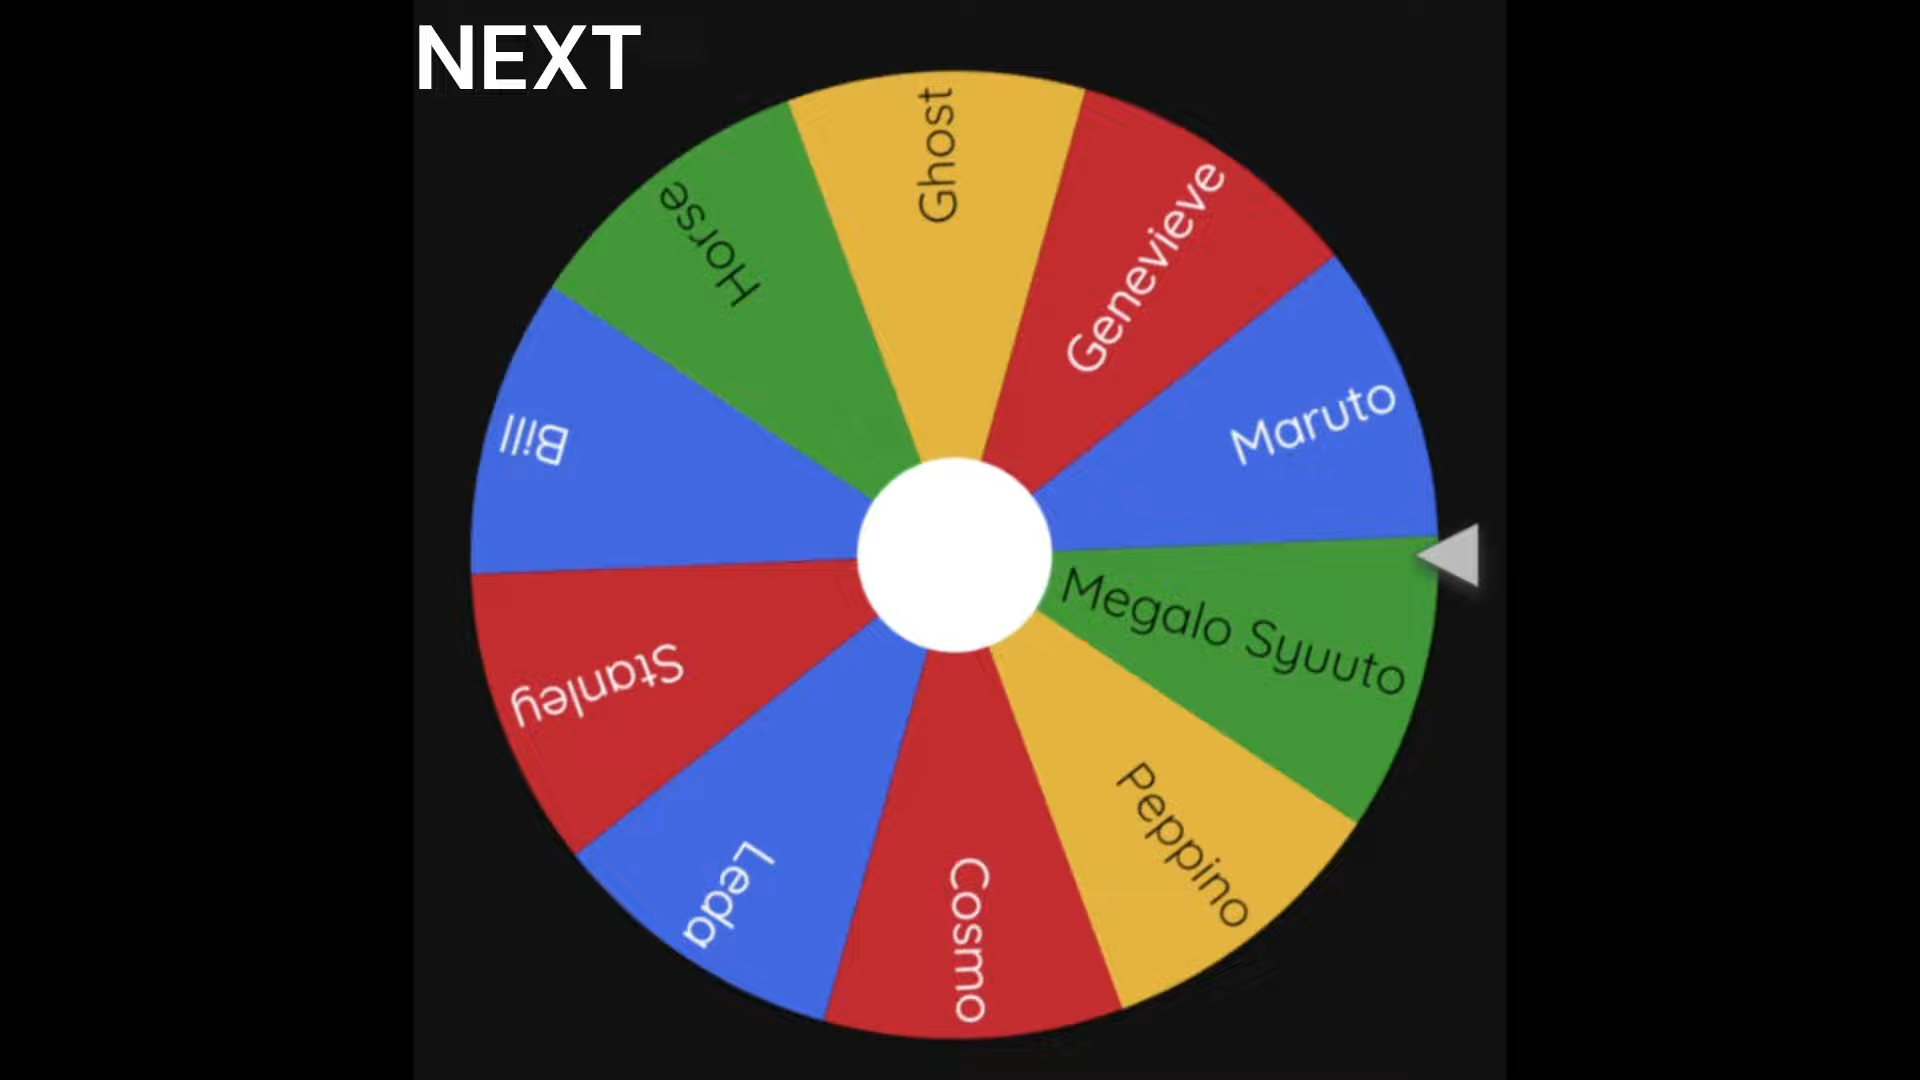 NEXT
Ghost
Genevieve
Maruto
Megalo Syuuto
Peppino
Cosmo
Leda
Stanley
Bill
Horse